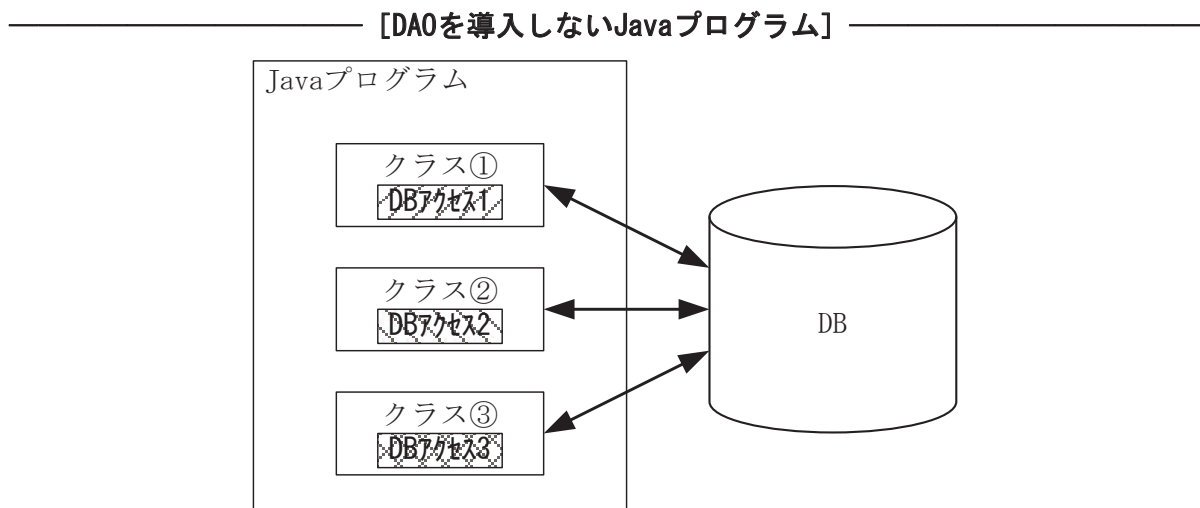 [DAOを導入しないJavaプログラム]
Javaプログラム
クラス①
DBアクセス1
クラス②
DBアクセス2
DB
クラス③
DBアクセス3